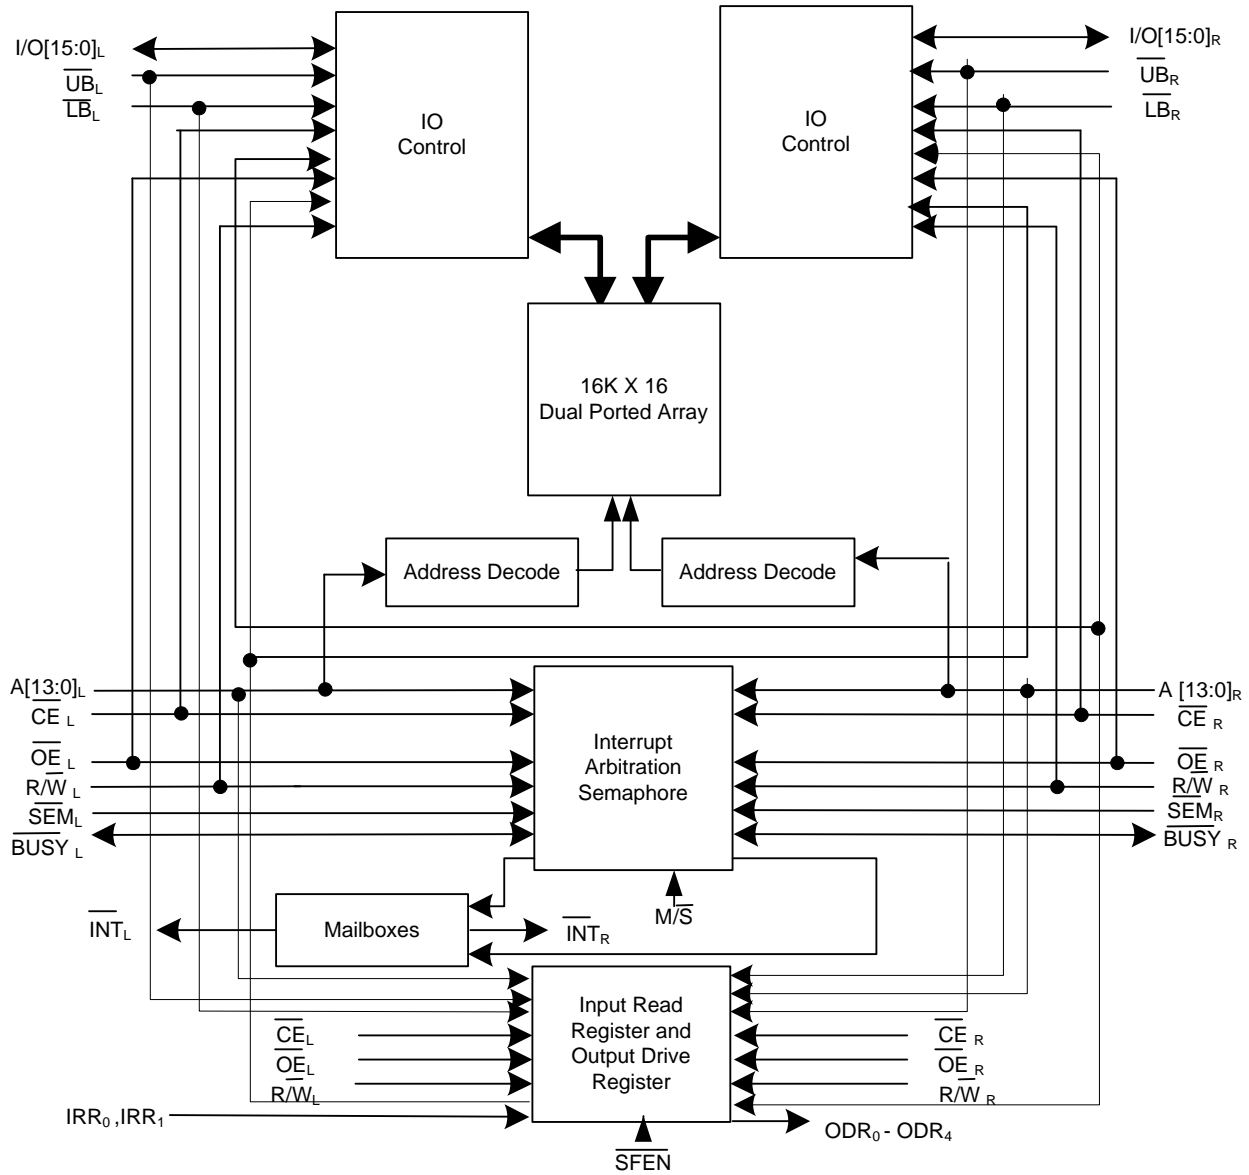 I/O[15:0]L
I/O[15:0]R
UBL
UBR
LBL
LBR
IO
Control
IO
Control
16K X 16
Dual Ported Array
Address Decode
Address Decode
A[13:0]L
A [13:0]R
CE L
CE R
OE L
OE R
R/W L
R/W R
SEML
SEMR
BUSY L
BUSY R
Interrupt
Arbitration
Semaphore
M/S
INTL
Mailboxes
INTR
Input Read
Register and
Output Drive
Register
CEL
CE R
OEL
OE R
R/WL
R/W R
IRR0 ,IRR1
ODR0 - ODR4
SFEN